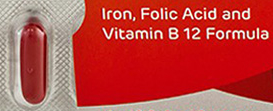 Iron, Folic Acid and
Vitamin B 12 Formula